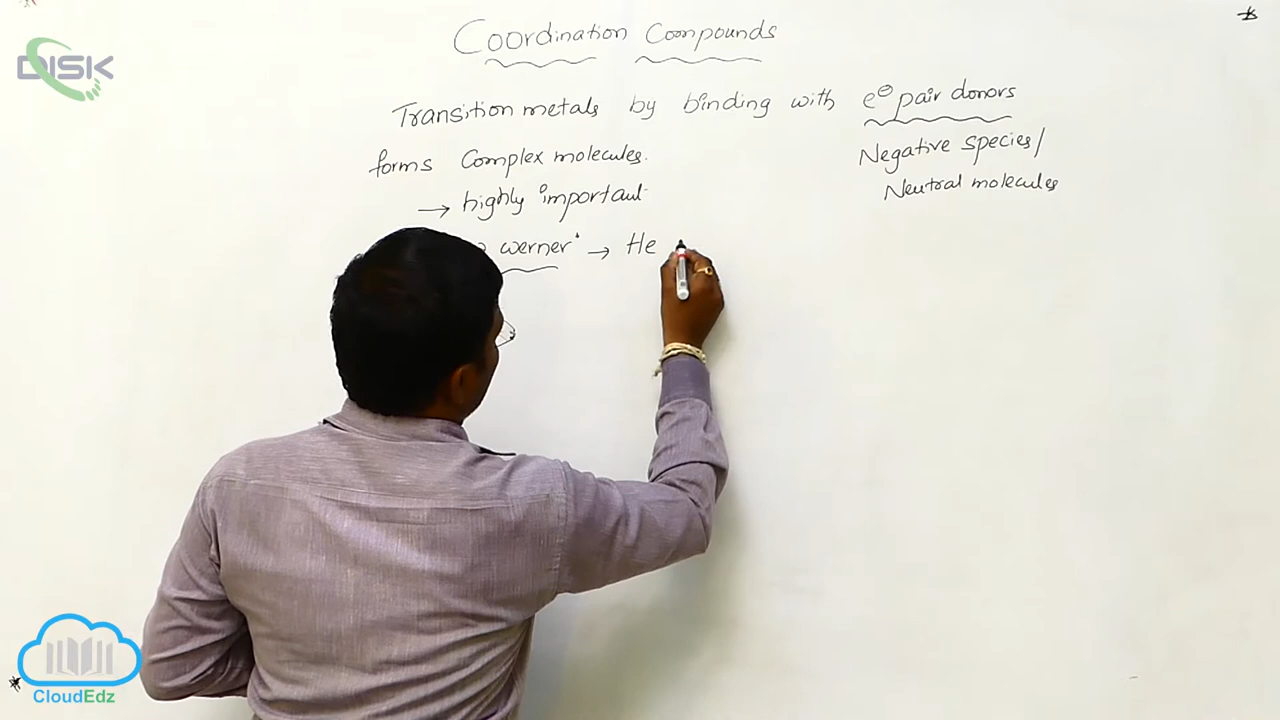 DISK
Coordination Compounds
Transition metals by binding with e⊖ pair donors
forms Complex molecules.
Negative species/
Neutral molecules
→ highly important
werner' → He
CloudEdz